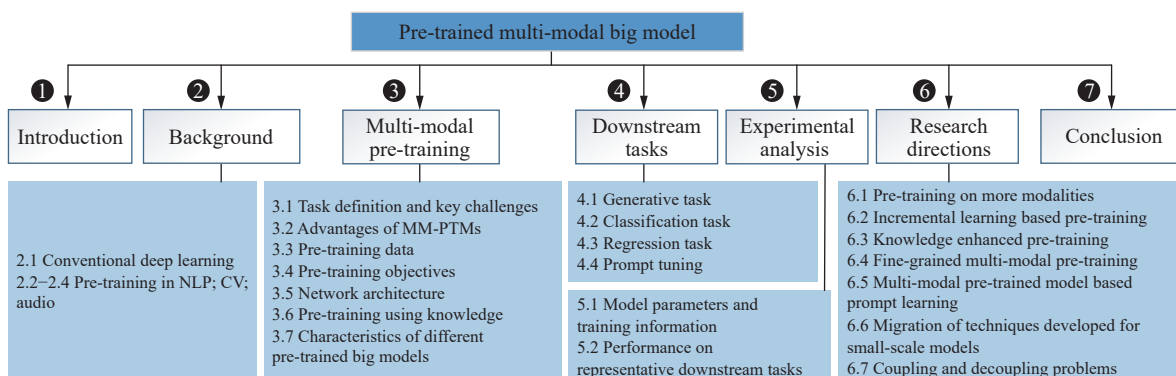 Pre-trained multi-modal big model
1
2
3
4
5
6
7
Introduction
Background
Multi-modal
pre-training
Downstream
tasks
Experimental
analysis
Research
directions
Conclusion
2.1 Conventional deep learning
2.2−2.4 Pre-training in NLP; CV;
audio
3.1 Task definition and key challenges
3.2 Advantages of MM-PTMs
3.3 Pre-training data
3.4 Pre-training objectives
3.5 Network architecture
3.6 Pre-training using knowledge
3.7 Characteristics of different
pre-trained big models
4.1 Generative task
4.2 Classification task
4.3 Regression task
4.4 Prompt tuning
5.1 Model parameters and
training information
5.2 Performance on
representative downstream tasks
6.1 Pre-training on more modalities
6.2 Incremental learning based pre-training
6.3 Knowledge enhanced pre-training
6.4 Fine-grained multi-modal pre-training
6.5 Multi-modal pre-trained model based
prompt learning
6.6 Migration of techniques developed for
small-scale models
6.7 Coupling and decoupling problems